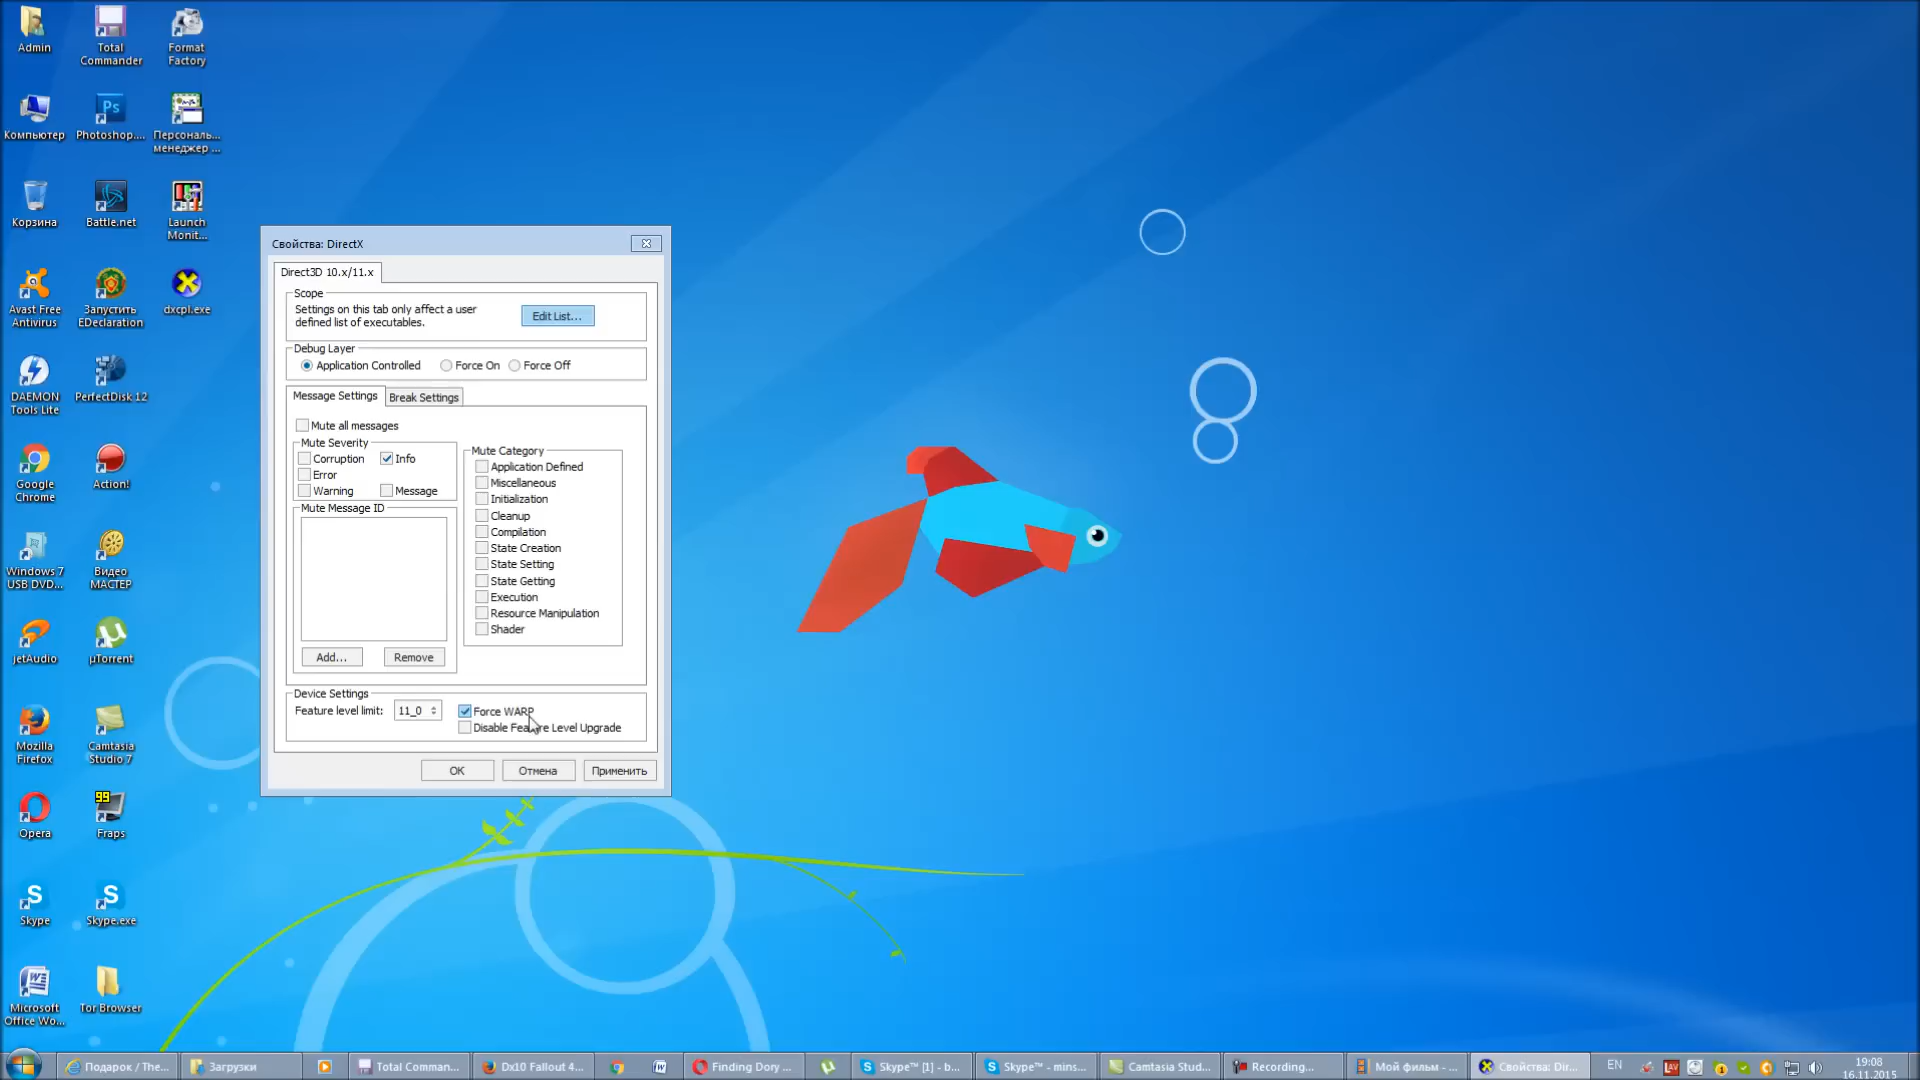 Admin
Total
Commander
Format
Factory
Компьютер
Photoshop....
Персональ...
менеджер ...
Корзина
Battle.net
Launch
Monit...
Avast Free
Antivirus
Запустить
EDeclaration
dxcpl.exe
DAEMON
Tools Lite
PerfectDisk 12
Google
Chrome
Action!
Windows 7
USB DVD...
Видео
МАСТЕР
jetAudio
µTorrent
Mozilla
Firefox
Camtasia
Studio 7
99
Opera
Fraps
Skype
Skype.exe
Microsoft
Office Wo...
Tor Browser
Свойства: DirectX
Direct3D 10.x/11.x
Scope
Settings on this tab only affect a user
defined list of executables.
Edit List...
Debug Layer
Application Controlled
Force On
Force Off
Message Settings
Break Settings
Mute all messages
Mute Severity
Corruption
Info
Error
Warning
Message
Mute Message ID
Add...
Remove
Mute Category
Application Defined
Miscellaneous
Initialization
Cleanup
Compilation
State Creation
State Setting
State Getting
Execution
Resource Manipulation
Shader
Device Settings
Feature level limit:
11_0
Force WARP
Disable Feature Level Upgrade
OK
Отмена
Применить
Подарок / The...
Загрузки
Total Comman...
Dx10 Fallout 4...
Finding Dory ...
Skype™ [1] - b...
Skype™ - mins...
Camtasia Stud...
Recording...
Мой фильм - ...
Свойства: Dir...
EN
19:08
16.11.2015